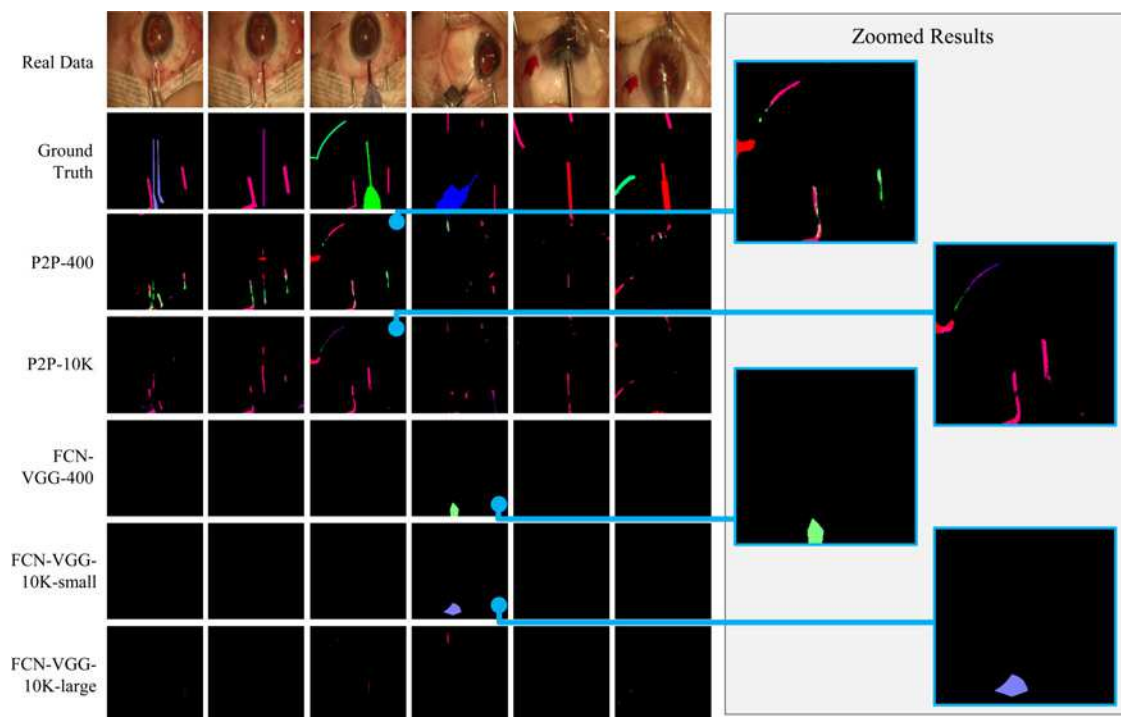 Zoomed Results
Real Data
Ground
Truth
P2P-400
P2P-10K
FCN-
VGG-400
FCN-VGG-
10K-small
FCN-VGG-
10K-large